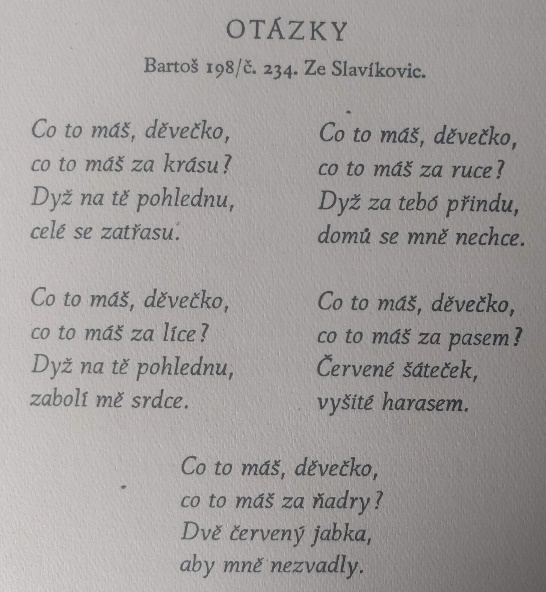 OTÁZKY
Bartoš 198/č. 234. Ze Slavíkovic.
Co to máš, děvečko,
co to máš za krásu?
Dyž na tě pohlednu,
celé se zatřasu.
Co to máš, děvečko,
co to máš za líce?
Dyž na tě pohlednu,
zabolí mě srdce.
Co to máš, děvečko,
co to máš za ruce?
Dyž za tebó přindu,
domů se mně nechce.
Co to máš, děvečko,
co to máš za pasem?
Červené šáteček,
vyšité harasem.
Co to máš, děvečko,
co to máš za ňadry?
Dvě červený jabka,
aby mně nezvadly.